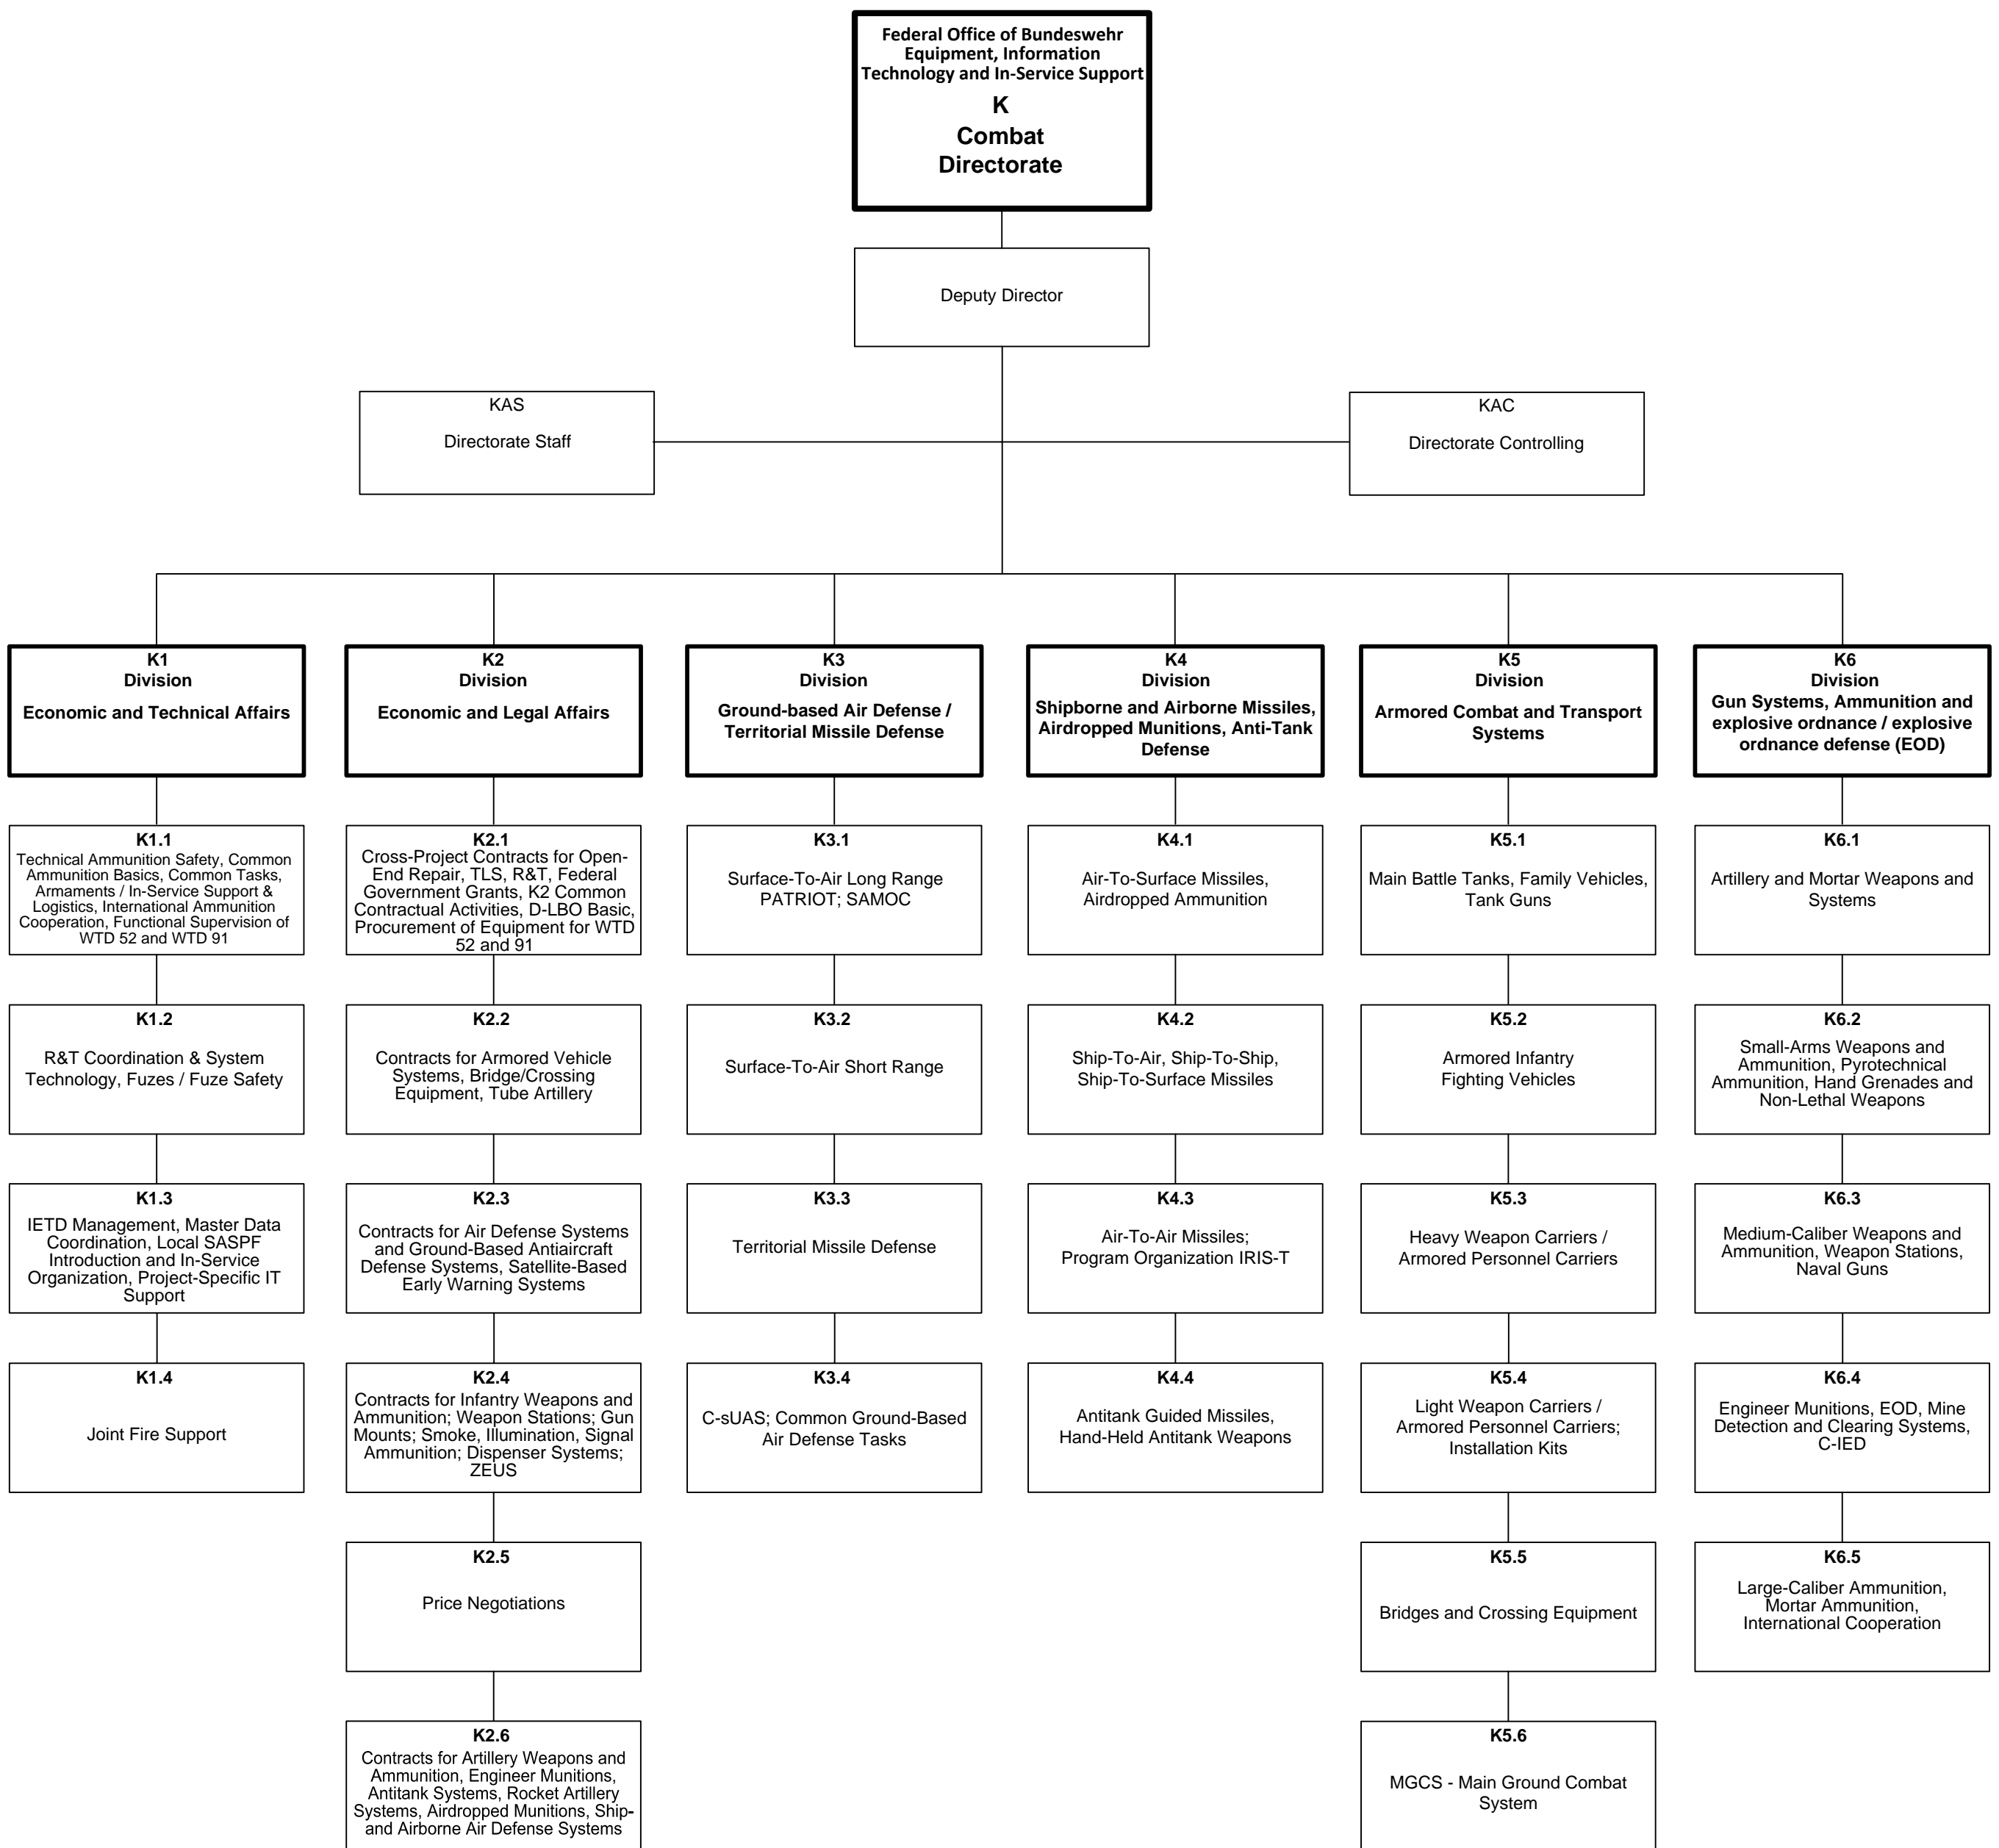 Federal Office of Bundeswehr
Equipment, Information
Technology and In-Service Support
K
Combat
Directorate
Deputy Director
KAS
Directorate Staff
KAC
Directorate Controlling
K1
Division
Economic and Technical Affairs
K2
Division
Economic and Legal Affairs
K3
Division
Ground-based Air Defense /
Territorial Missile Defense
K4
Division
Shipborne and Airborne Missiles,
Airdropped Munitions, Anti-Tank
Defense
K5
Division
Armored Combat and Transport
Systems
K6
Division
Gun Systems, Ammunition and
explosive ordnance / explosive
ordnance defense (EOD)
K1.1
Technical Ammunition Safety, Common
Ammunition Basics, Common Tasks,
Armaments / In-Service Support &
Logistics, International Ammunition
Cooperation, Functional Supervision of
WTD 52 and WTD 91
K2.1
Cross-Project Contracts for Open-
End Repair, TLS, R&T, Federal
Government Grants, K2 Common
Contractual Activities, D-LBO Basic,
Procurement of Equipment for WTD
52 and 91
K3.1
Surface-To-Air Long Range
PATRIOT; SAMOC
K4.1
Air-To-Surface Missiles,
Airdropped Ammunition
K5.1
Main Battle Tanks, Family Vehicles,
Tank Guns
K6.1
Artillery and Mortar Weapons and
Systems
K1.2
R&T Coordination & System
Technology, Fuzes / Fuze Safety
K2.2
Contracts for Armored Vehicle
Systems, Bridge/Crossing
Equipment, Tube Artillery
K3.2
Surface-To-Air Short Range
K4.2
Ship-To-Air, Ship-To-Ship,
Ship-To-Surface Missiles
K5.2
Armored Infantry
Fighting Vehicles
K6.2
Small-Arms Weapons and
Ammunition, Pyrotechnical
Ammunition, Hand Grenades and
Non-Lethal Weapons
K1.3
IETD Management, Master Data
Coordination, Local SASPF
Introduction and In-Service
Organization, Project-Specific IT
Support
K2.3
Contracts for Air Defense Systems
and Ground-Based Antiaircraft
Defense Systems, Satellite-Based
Early Warning Systems
K3.3
Territorial Missile Defense
K4.3
Air-To-Air Missiles;
Program Organization IRIS-T
K5.3
Heavy Weapon Carriers /
Armored Personnel Carriers
K6.3
Medium-Caliber Weapons and
Ammunition, Weapon Stations,
Naval Guns
K1.4
Joint Fire Support
K2.4
Contracts for Infantry Weapons and
Ammunition; Weapon Stations; Gun
Mounts; Smoke, Illumination, Signal
Ammunition; Dispenser Systems;
ZEUS
K3.4
C-sUAS; Common Ground-Based
Air Defense Tasks
K4.4
Antitank Guided Missiles,
Hand-Held Antitank Weapons
K5.4
Light Weapon Carriers /
Armored Personnel Carriers;
Installation Kits
K6.4
Engineer Munitions, EOD, Mine
Detection and Clearing Systems,
C-IED
K2.5
Price Negotiations
K5.5
Bridges and Crossing Equipment
K6.5
Large-Caliber Ammunition,
Mortar Ammunition,
International Cooperation
K2.6
Contracts for Artillery Weapons and
Ammunition, Engineer Munitions,
Antitank Systems, Rocket Artillery
Systems, Airdropped Munitions, Ship-
and Airborne Air Defense Systems
K5.6
MGCS - Main Ground Combat
System